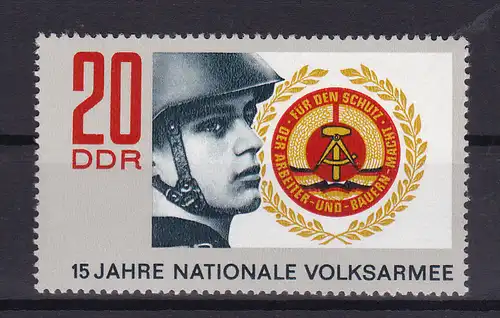 20
DDR
FÜR DEN SCHUTZ
DER ARBEITER-UND-BAUERN-MACHT
15 JAHRE NATIONALE VOLKSARMEE